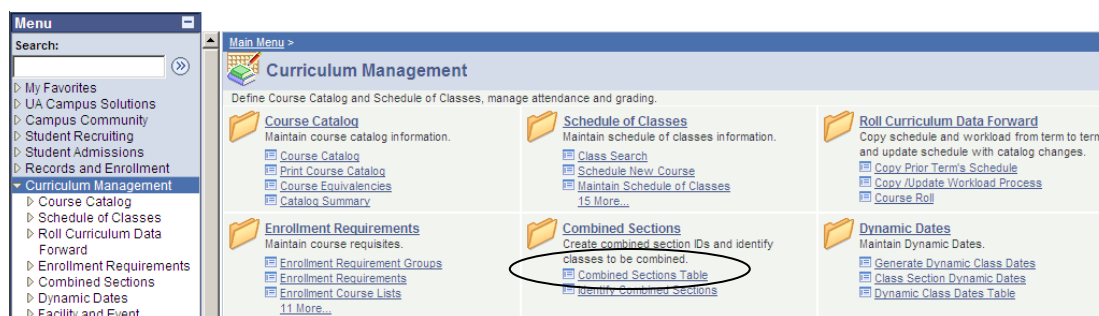 Menu
Search:
My Favorites
UA Campus Solutions
Campus Community
Student Recruiting
Student Admissions
Records and Enrollment
Curriculum Management
Course Catalog
Schedule of Classes
Roll Curriculum Data
Forward
Enrollment Requirements
Combined Sections
Dynamic Dates
Facility and Event
Main Menu >
Curriculum Management
Define Course Catalog and Schedule of Classes, manage attendance and grading.
Course Catalog
Maintain course catalog information.
Course Catalog
Print Course Catalog
Course Equivalencies
Catalog Summary
Schedule of Classes
Maintain schedule of classes information.
Class Search
Schedule New Course
Maintain Schedule of Classes
15 More...
Roll Curriculum Data Forward
Copy schedule and workload from term to term
and update schedule with catalog changes.
Copy Prior Term's Schedule
Copy /Update Workload Process
Course Roll
Enrollment Requirements
Maintain course requisites.
Enrollment Requirement Groups
Enrollment Requirements
Enrollment Course Lists
11 More...
Combined Sections
Create combined section IDs and identify
classes to be combined.
Combined Sections Table
Identify Combined Sections
Dynamic Dates
Maintain Dynamic Dates.
Generate Dynamic Class Dates
Class Section Dynamic Dates
Dynamic Class Dates Table